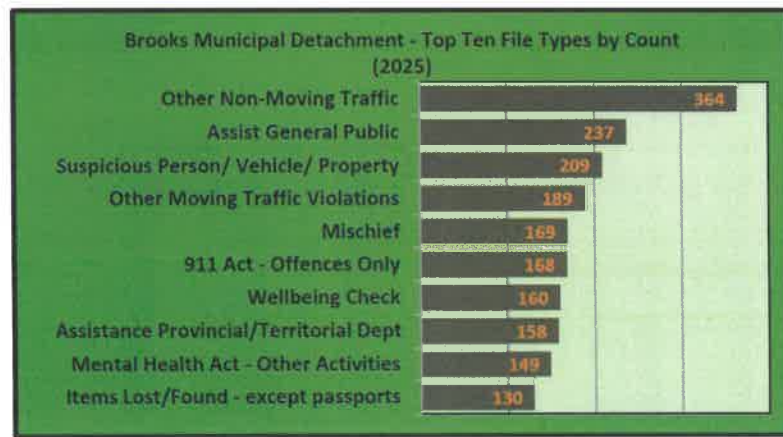 Brooks Municipal Detachment - Top Ten File Types by Count
(2025)
Other Non-Moving Traffic 364
Assist General Public 237
Suspicious Person/ Vehicle/ Property 209
Other Moving Traffic Violations 189
Mischief 169
911 Act - Offences Only 168
Wellbeing Check 160
Assistance Provincial/Territorial Dept 158
Mental Health Act - Other Activities 149
Items Lost/Found - except passports 130